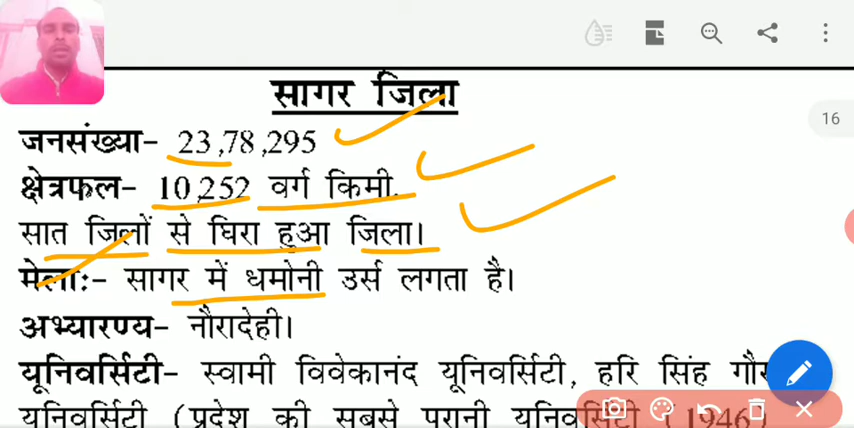 16
सागर जिला
जनसंख्या- 23,78,295
क्षेत्रफल- 10,252 वर्ग किमी.
सात जिलों से घिरा हुआ जिला।
मेलाः- सागर में धमोनी उर्स लगता है।
अभ्यारण्य- नौरादेही।
यूनिवर्सिटी- स्वामी विवेकानंद यूनिवर्सिटी, हरि सिंह गौर
यूनिवर्सिटी (प्रदेश की सबसे पुरानी यूनिवर्सिटी (1946)